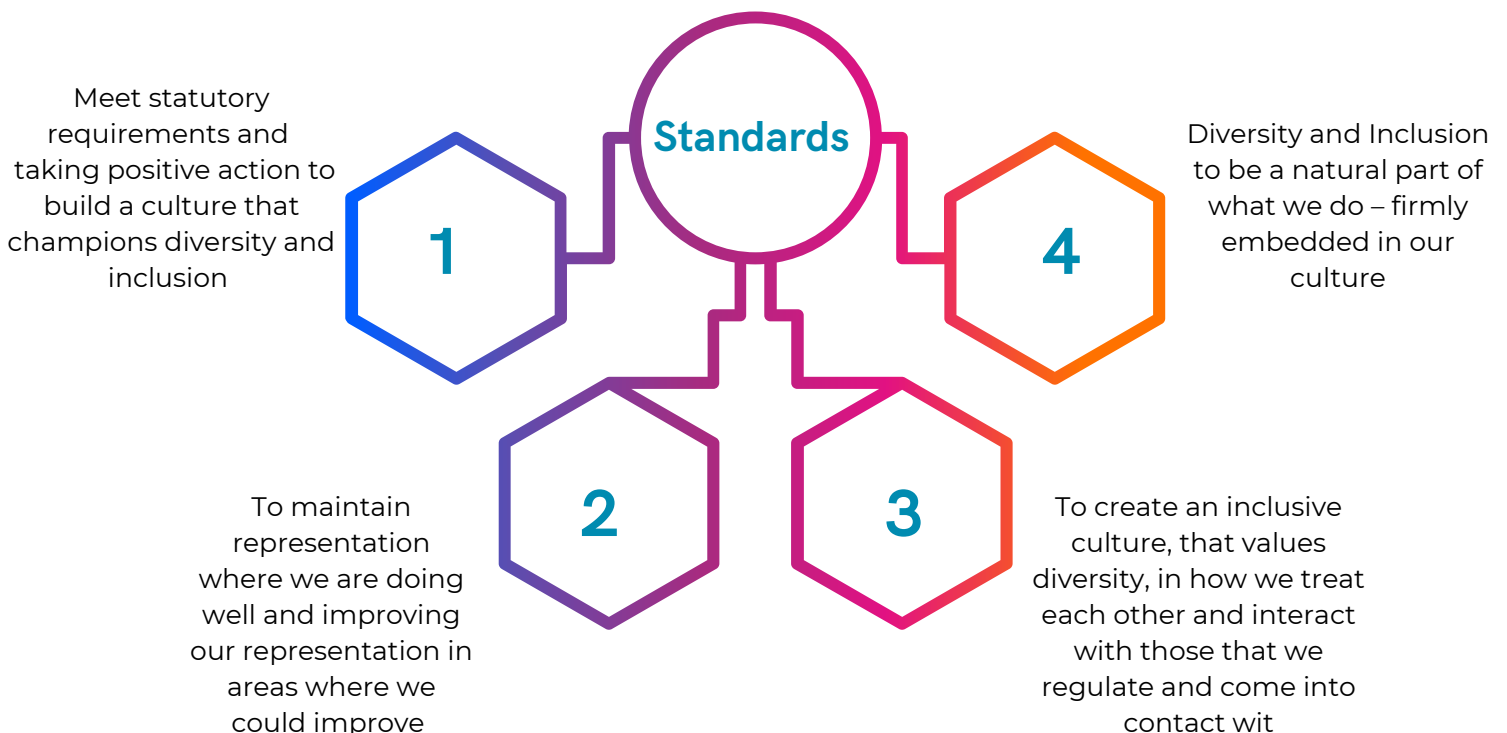 Standards
1
Meet statutory
requirements and
taking positive action to
build a culture that
champions diversity and
inclusion
2
To maintain
representation
where we are doing
well and improving
our representation in
areas where we
could improve
3
To create an inclusive
culture, that values
diversity, in how we treat
each other and interact
with those that we
regulate and come into
contact wit
4
Diversity and Inclusion
to be a natural part of
what we do – firmly
embedded in our
culture